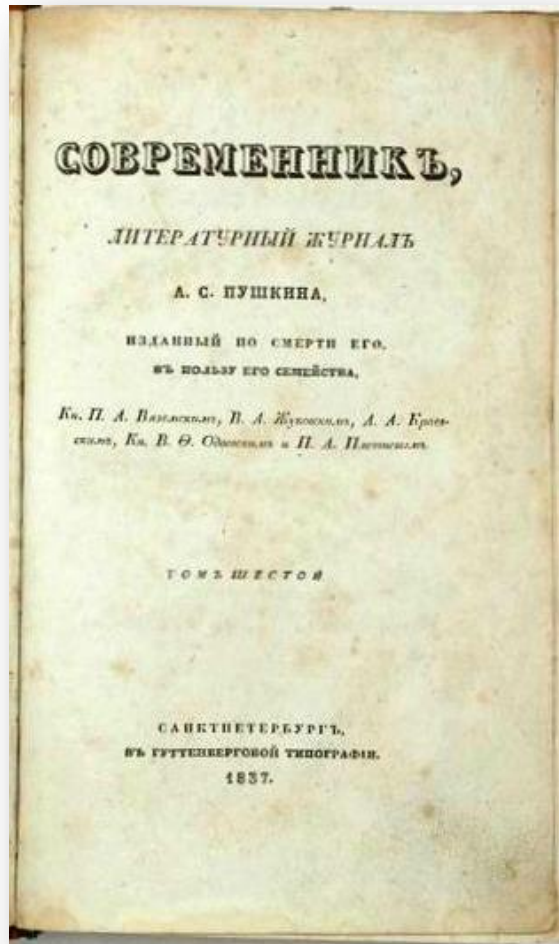 СОВРЕМЕННИКЪ,
ЛИТЕРАТУРНЫЙ ЖУРНАЛЪ
А. С. ПУШКИНА,
ИЗДАННЫЙ ПО СМЕРТИ ЕГО,
ВЪ ПОЛЬЗУ ЕГО СЕМЕЙСТВА,
Кн. П. А. Вяземскимъ, В. А. Жуковскимъ, А. А. Краев-
скимъ, Кн. В. Ѳ. Одоевскимъ и П. А. Плетневымъ
ТОМЪ ШЕСТОЙ
САНКТПЕТЕРБУРГЪ,
ВЪ ГУТТЕНБЕРГОВОЙ ТИПОГРАФІИ.
1837.